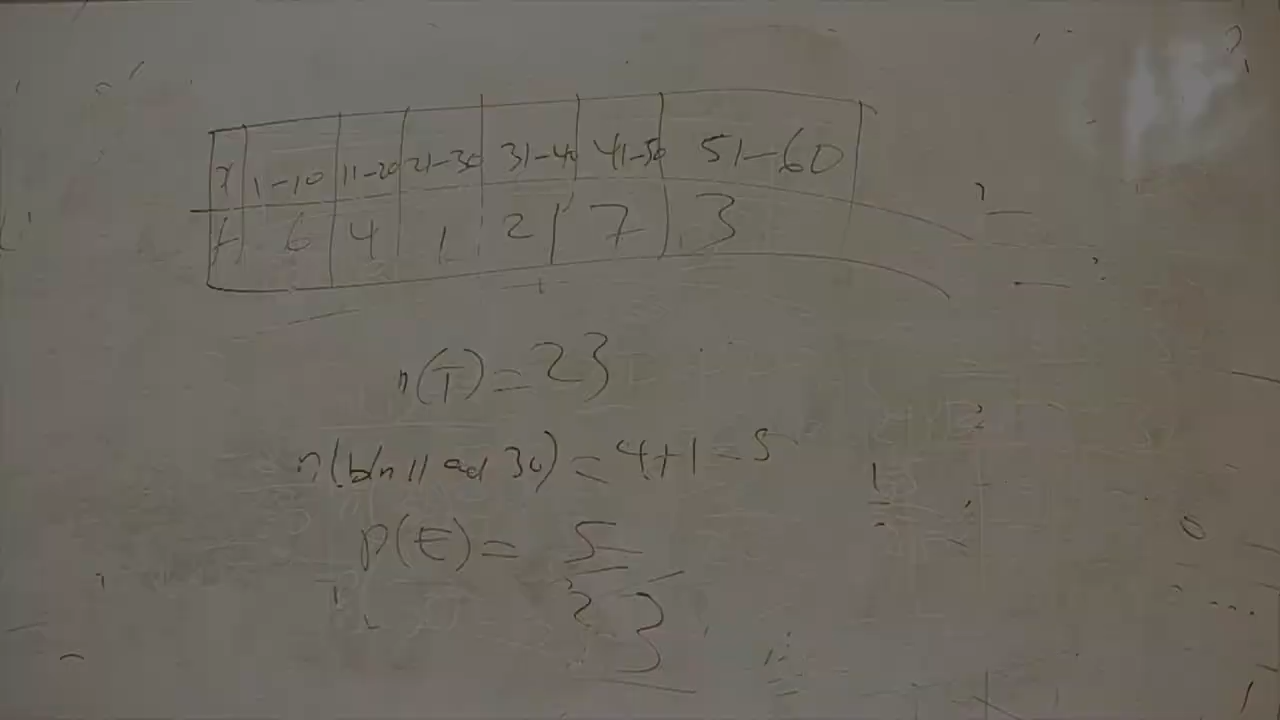 x 1-10 11-20 21-30 31-40 41-50 51-60
f 6 4 1 2 7 3
n(T) = 23
n(b/n 11 ad 30) = 4+1 = 5
P(E) = 5
23